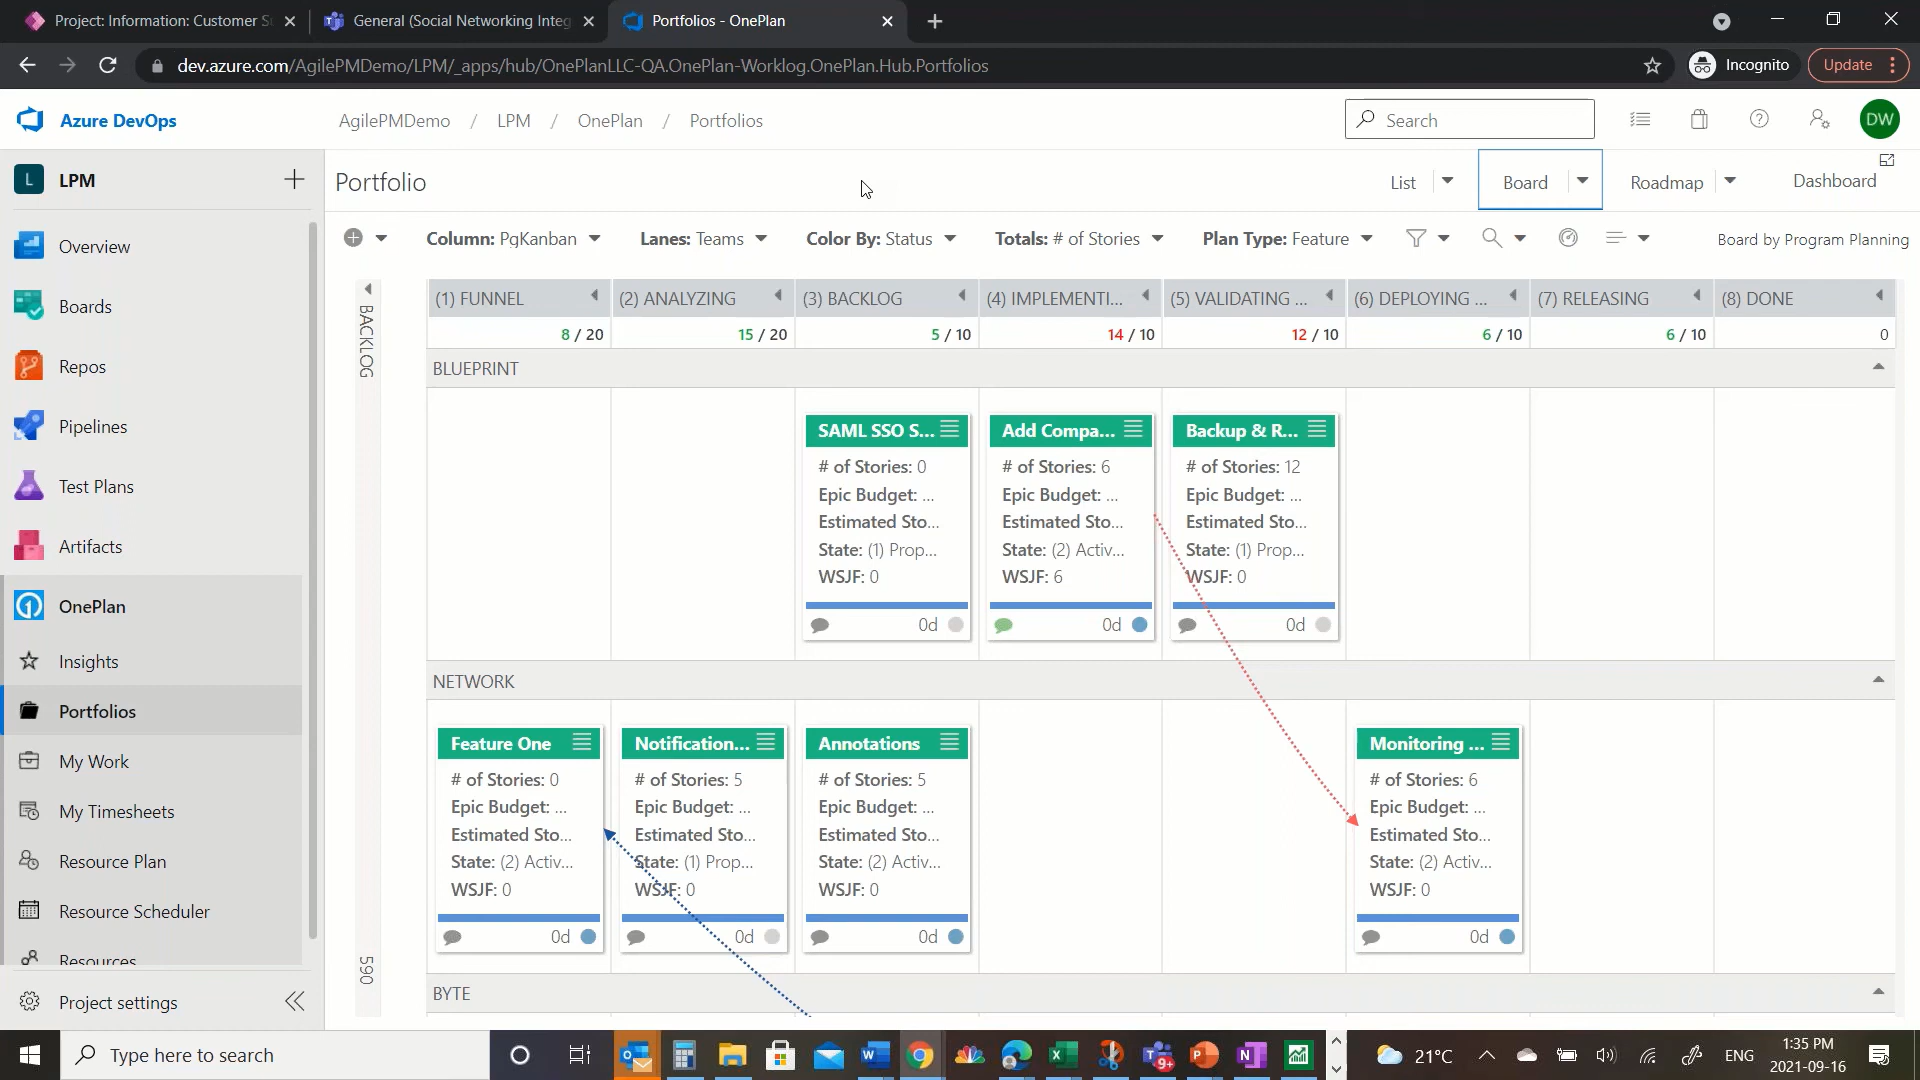 Project: Information: Customer S
General (Social Networking Integ
Portfolios - OnePlan
dev.azure.com/AgilePMDemo/LPM/_apps/hub/OnePlanLLC-QA.OnePlan-Worklog.OnePlan.Hub.Portfolios
Incognito
Update
Azure DevOps
AgilePMDemo / LPM / OnePlan / Portfolios
Search
DW
L LPM
Portfolio
List
Board
Roadmap
Dashboard
Overview
Boards
Repos
Pipelines
Test Plans
Artifacts
OnePlan
Insights
Portfolios
My Work
My Timesheets
Resource Plan
Resource Scheduler
Resources
Project settings
Column: PgKanban
Lanes: Teams
Color By: Status
Totals: # of Stories
Plan Type: Feature
Board by Program Planning
BACKLOG
590
(1) FUNNEL
(2) ANALYZING
(3) BACKLOG
(4) IMPLEMENTI...
(5) VALIDATING ...
(6) DEPLOYING ...
(7) RELEASING
(8) DONE
8 / 20
15 / 20
5 / 10
14 / 10
12 / 10
6 / 10
6 / 10
0
BLUEPRINT
SAML SSO S...
# of Stories: 0
Epic Budget: ...
Estimated Sto...
State: (1) Prop...
WSJF: 0
0d
Add Compa...
# of Stories: 6
Epic Budget: ...
Estimated Sto...
State: (2) Activ...
WSJF: 6
0d
Backup & R...
# of Stories: 12
Epic Budget: ...
Estimated Sto...
State: (1) Prop...
WSJF: 0
0d
NETWORK
Feature One
# of Stories: 0
Epic Budget: ...
Estimated Sto...
State: (2) Activ...
WSJF: 0
0d
Notification...
# of Stories: 5
Epic Budget: ...
Estimated Sto...
State: (1) Prop...
WSJF: 0
0d
Annotations
# of Stories: 5
Epic Budget: ...
Estimated Sto...
State: (2) Activ...
WSJF: 0
0d
Monitoring ...
# of Stories: 6
Epic Budget: ...
Estimated Sto...
State: (2) Activ...
WSJF: 0
0d
BYTE
Type here to search
9+
21°C
ENG
1:35 PM
2021-09-16